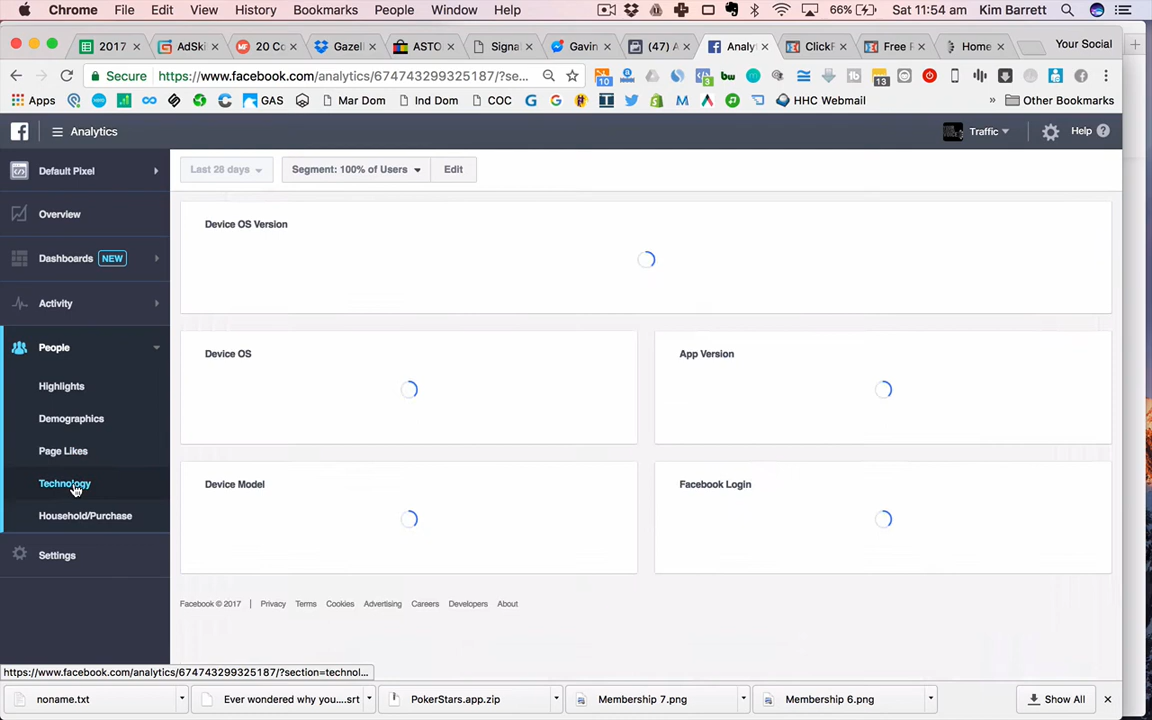 Chrome File Edit View History Bookmarks People Window Help 66% Sat 11:54 am Kim Barrett
2017 AdSki 20 Co Gazell ASTO Signa Gavin (47) A Analy ClickF Free F Home Your Social
Secure https://www.facebook.com/analytics/674743299325187/?se...
Apps GAS Mar Dom Ind Dom COC HHC Webmail » Other Bookmarks
Analytics Traffic Help
Default Pixel Last 28 days Segment: 100% of Users Edit
Overview
Device OS Version
Dashboards NEW
Activity
People
Device OS App Version
Highlights
Demographics
Page Likes
Technology
Device Model Facebook Login
Household/Purchase
Settings
Facebook © 2017 | Privacy Terms Cookies Advertising Careers Developers About
https://www.facebook.com/analytics/674743299325187/?section=technol...
noname.txt Ever wondered why you....srt PokerStars.app.zip Membership 7.png Membership 6.png Show All